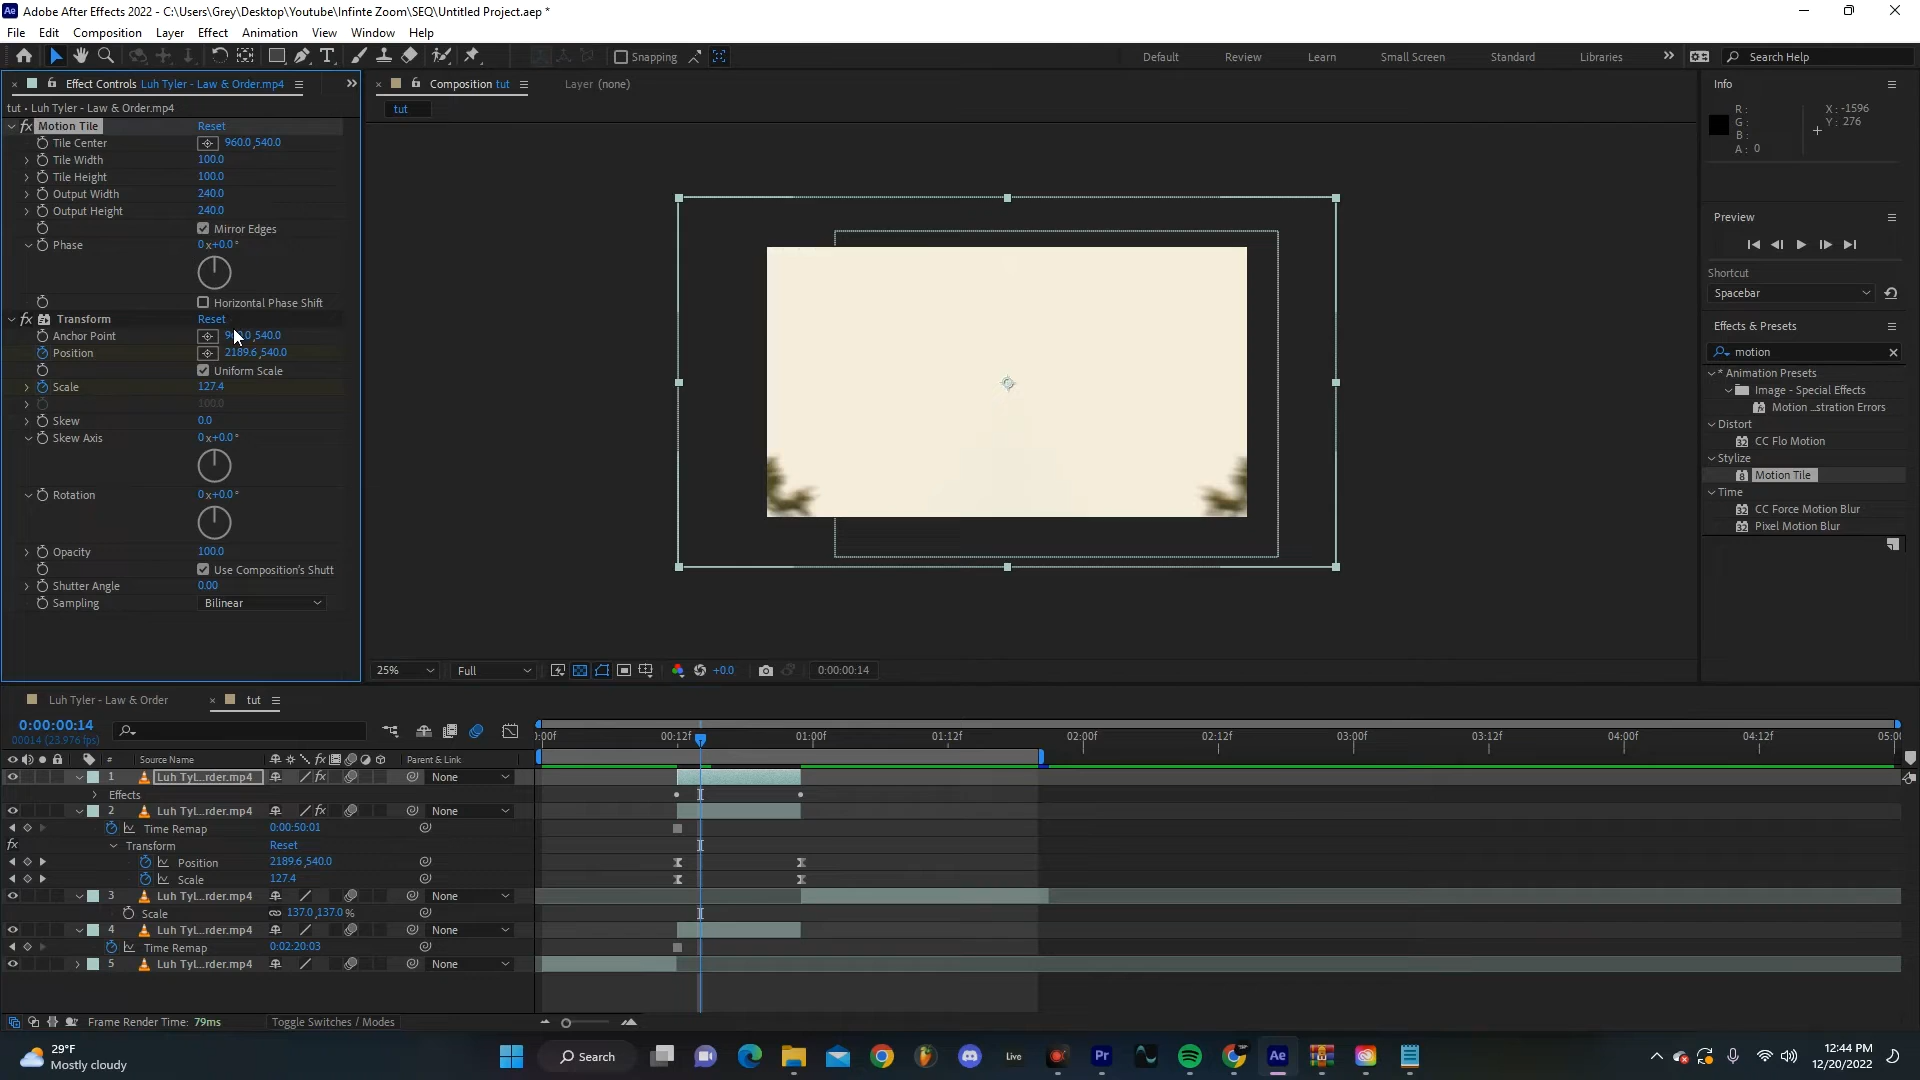 Adobe After Effects 2022 - C:\Users\Grey\Desktop\Youtube\Infinte Zoom\SEQ\Untitled Project.aep *
File Edit Composition Layer Effect Animation View Window Help
Snapping Default Review Learn Small Screen Standard Libraries Search Help
Effect Controls Luh Tyler - Law & Order.mp4
Composition tut
Layer (none)
Info
tut • Luh Tyler - Law & Order.mp4
tut
R: X: -1596
G: Y: 276
B:
A: 0
Motion Tile Reset
Tile Center 960.0,540.0
Tile Width 100.0
Tile Height 100.0
Output Width 240.0
Output Height 240.0
Mirror Edges
Phase 0x+0.0°
Horizontal Phase Shift
Transform Reset
Anchor Point ,540.0
Position 2189.6,540.0
Uniform Scale
Scale 127.4
100.0
Skew 0.0
Skew Axis 0x+0.0°
Rotation 0x+0.0°
Opacity 100.0
Use Composition's Shutt
Shutter Angle 0.00
Sampling Bilinear
Preview
Shortcut
Spacebar
Effects & Presets
motion
* Animation Presets
Image - Special Effects
Motion ...stration Errors
Distort
CC Flo Motion
Stylize
Motion Tile
Time
CC Force Motion Blur
Pixel Motion Blur
25% Full +0.0 0:00:00:14
Luh Tyler - Law & Order tut
0:00:00:14
00014 (23.976 fps)
:00f 00:12f 01:00f 01:12f 02:00f 02:12f 03:00f 03:12f 04:00f 04:12f 05:0
# Source Name fx Parent & Link
1 Luh Tyl...rder.mp4 None
Effects
2 Luh Tyl...rder.mp4 None
Time Remap 0:00:50:01
fx Transform Reset
Position 2189.6,540.0
Scale 127.4
3 Luh Tyl...rder.mp4 None
Scale 137.0,137.0%
4 Luh Tyl...rder.mp4 None
Time Remap 0:02:20:03
5 Luh Tyl...rder.mp4 None
Frame Render Time: 79ms Toggle Switches / Modes
29°F
Mostly cloudy
Search
Live
Pr
Ae
12:44 PM
12/20/2022